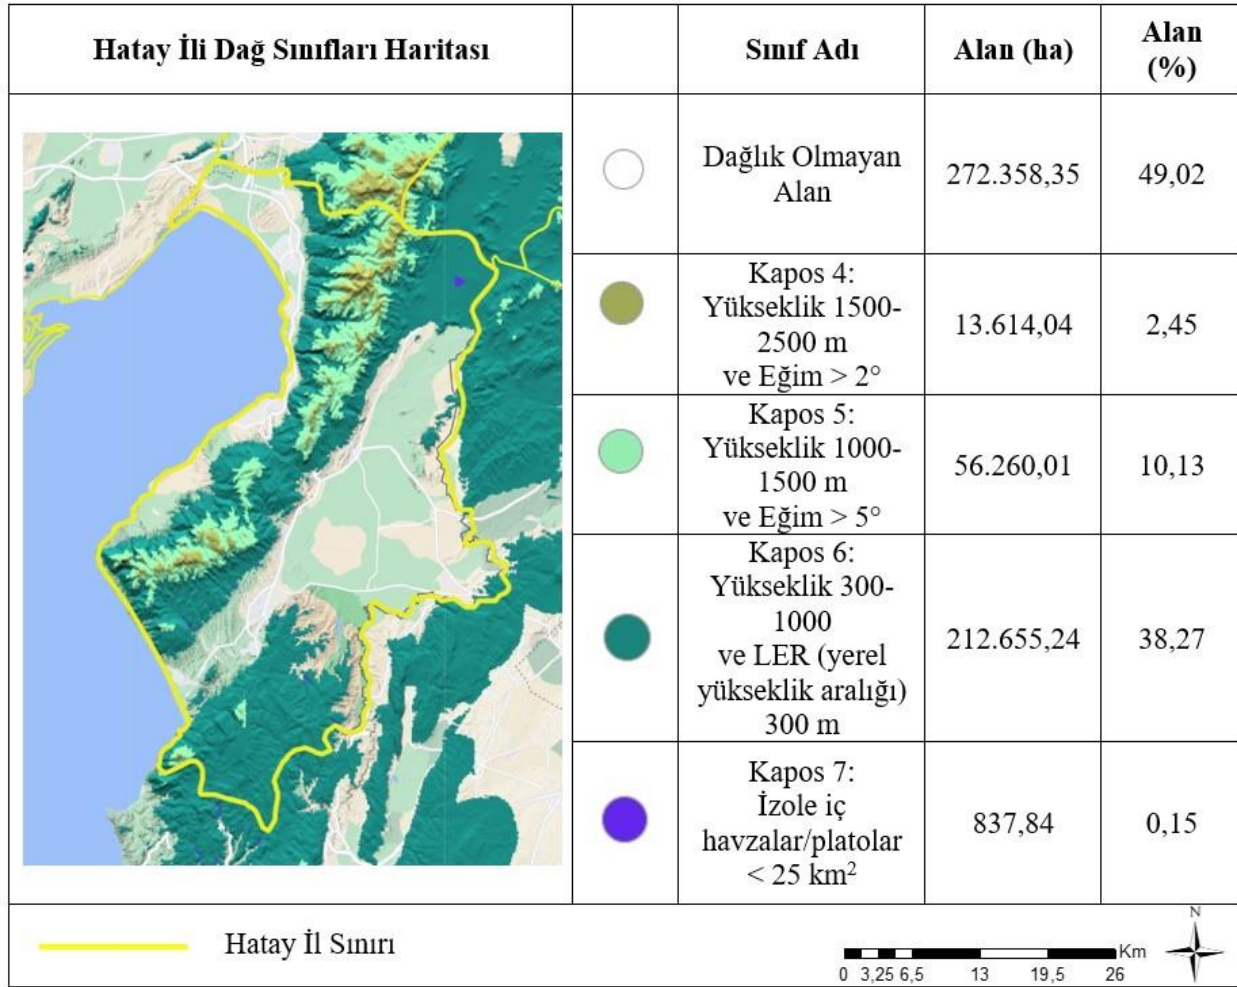 Hatay İli Dağ Sınıfları Haritası
Sınıf Adı
Alan (ha)
Alan
(%)
Dağlık Olmayan
Alan
272.358,35
49,02
Kapos 4:
Yükseklik 1500-
2500 m
ve Eğim > 2°
13.614,04
2,45
Kapos 5:
Yükseklik 1000-
1500 m
ve Eğim > 5°
56.260,01
10,13
Kapos 6:
Yükseklik 300-
1000
ve LER (yerel
yükseklik aralığı)
300 m
212.655,24
38,27
Kapos 7:
İzole iç
havzalar/platolar
< 25 km²
837,84
0,15
Hatay İl Sınırı
N
Km
0 3,25 6,5 13 19,5 26